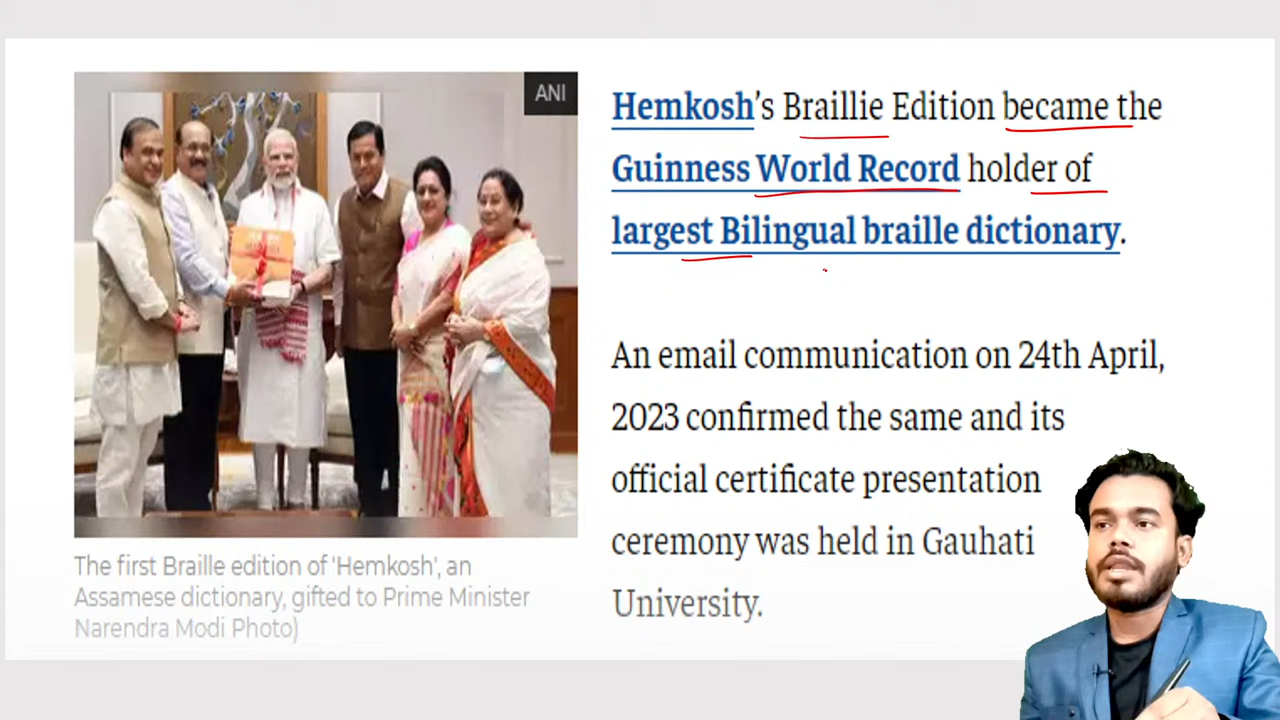 ANI
The first Braille edition of 'Hemkosh', an
Assamese dictionary, gifted to Prime Minister
Narendra Modi Photo)
Hemkosh’s Braillie Edition became the
Guinness World Record holder of
largest Bilingual braille dictionary.
An email communication on 24th April,
2023 confirmed the same and its
official certificate presentation
ceremony was held in Gauhati
University.